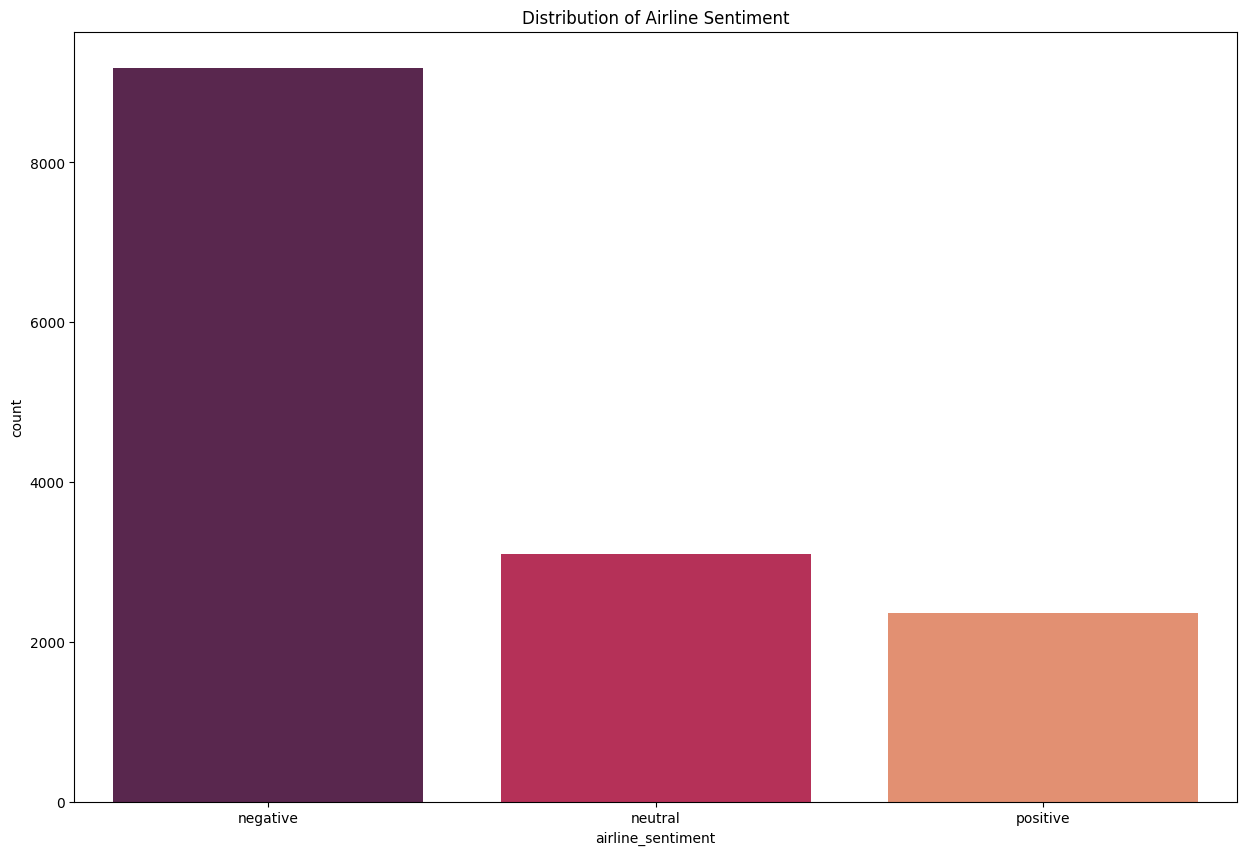 Distribution of Airline Sentiment
8000
6000
4000
2000
0
count
negative neutral positive
airline_sentiment